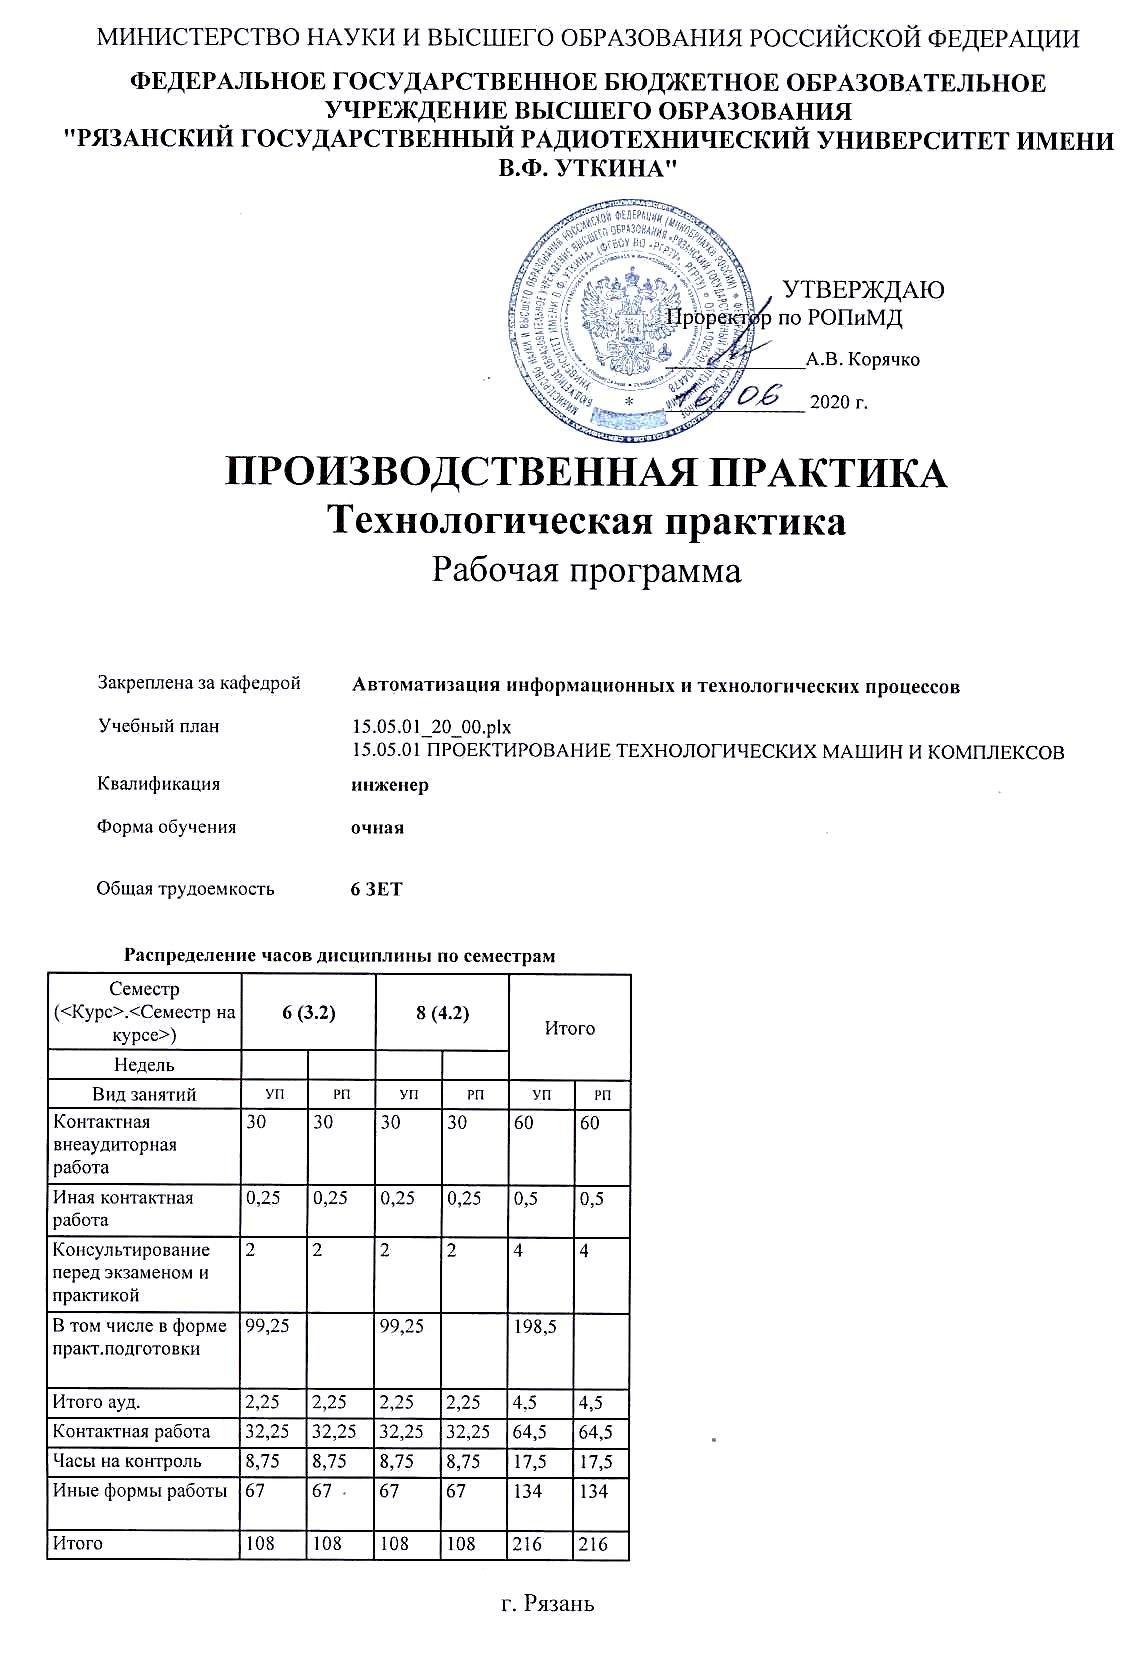 МИНИСТЕРСТВО НАУКИ И ВЫСШЕГО ОБРАЗОВАНИЯ РОССИЙСКОЙ ФЕДЕРАЦИИ
ФЕДЕРАЛЬНОЕ ГОСУДАРСТВЕННОЕ БЮДЖЕТНОЕ ОБРАЗОВАТЕЛЬНОЕ
УЧРЕЖДЕНИЕ ВЫСШЕГО ОБРАЗОВАНИЯ
"РЯЗАНСКИЙ ГОСУДАРСТВЕННЫЙ РАДИОТЕХНИЧЕСКИЙ УНИВЕРСИТЕТ ИМЕНИ
В.Ф. УТКИНА"
УТВЕРЖДАЮ
Проректор по РОПиМД
А.В. Корячко
16 06 2020 г.
ПРОИЗВОДСТВЕННАЯ ПРАКТИКА
Технологическая практика
Рабочая программа
Закреплена за кафедрой Автоматизация информационных и технологических процессов
Учебный план 15.05.01_20_00.plx
15.05.01 ПРОЕКТИРОВАНИЕ ТЕХНОЛОГИЧЕСКИХ МАШИН И КОМПЛЕКСОВ
Квалификация инженер
Форма обучения очная
Общая трудоемкость 6 ЗЕТ
Распределение часов дисциплины по семестрам
Семестр
(<Курс>.<Семестр на
курсе>) 6 (3.2) 8 (4.2) Итого
Недель
Вид занятий УП РП УП РП УП РП
Контактная 30 30 30 30 60 60
внеаудиторная
работа
Иная контактная 0,25 0,25 0,25 0,25 0,5 0,5
работа
Консультирование 2 2 2 2 4 4
перед экзаменом и
практикой
В том числе в форме 99,25 99,25 198,5
практ.подготовки
Итого ауд. 2,25 2,25 2,25 2,25 4,5 4,5
Контактная работа 32,25 32,25 32,25 32,25 64,5 64,5
Часы на контроль 8,75 8,75 8,75 8,75 17,5 17,5
Иные формы работы 67 67 67 67 134 134
Итого 108 108 108 108 216 216
г. Рязань